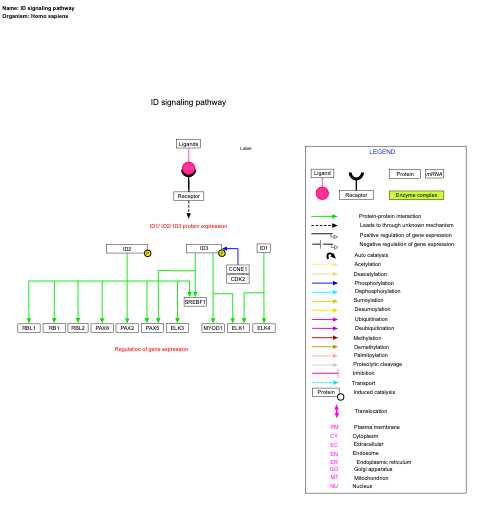 Name: ID signaling pathway
Organism: Homo sapiens
ID signaling pathway
Ligands
Label
Receptor
ID1/ ID2/ ID3 protein expression
ID2
P
ID3
P
ID1
CCNE1
CDK2
SREBF1
RBL1
RB1
RBL2
PAX8
PAX2
PAX5
ELK3
MYOD1
ELK1
ELK4
Regulation of gene expression
LEGEND
Ligand
Receptor
Protein
mRNA
Enzyme complex
Protein-protein interaction
Leads to through unknown mechanism
Positive regulation of gene expression
Negative regulation of gene expression
Auto catalysis
Acetylation
Deacetylation
Phosphorylation
Dephosphorylation
Sumoylation
Desumoylation
Ubiquitination
Deubiquitination
Methylation
Demethylation
Palmitoylation
Proteolytic cleavage
Inhibition
Transport
Protein
Induced catalysis
Translocation
PM Plasma membrane
CY Cytoplasm
EC Extracellular
EN Endosome
ER Endoplasmic reticulum
GO Golgi apparatus
MT Mitochondrion
NU Nucleus